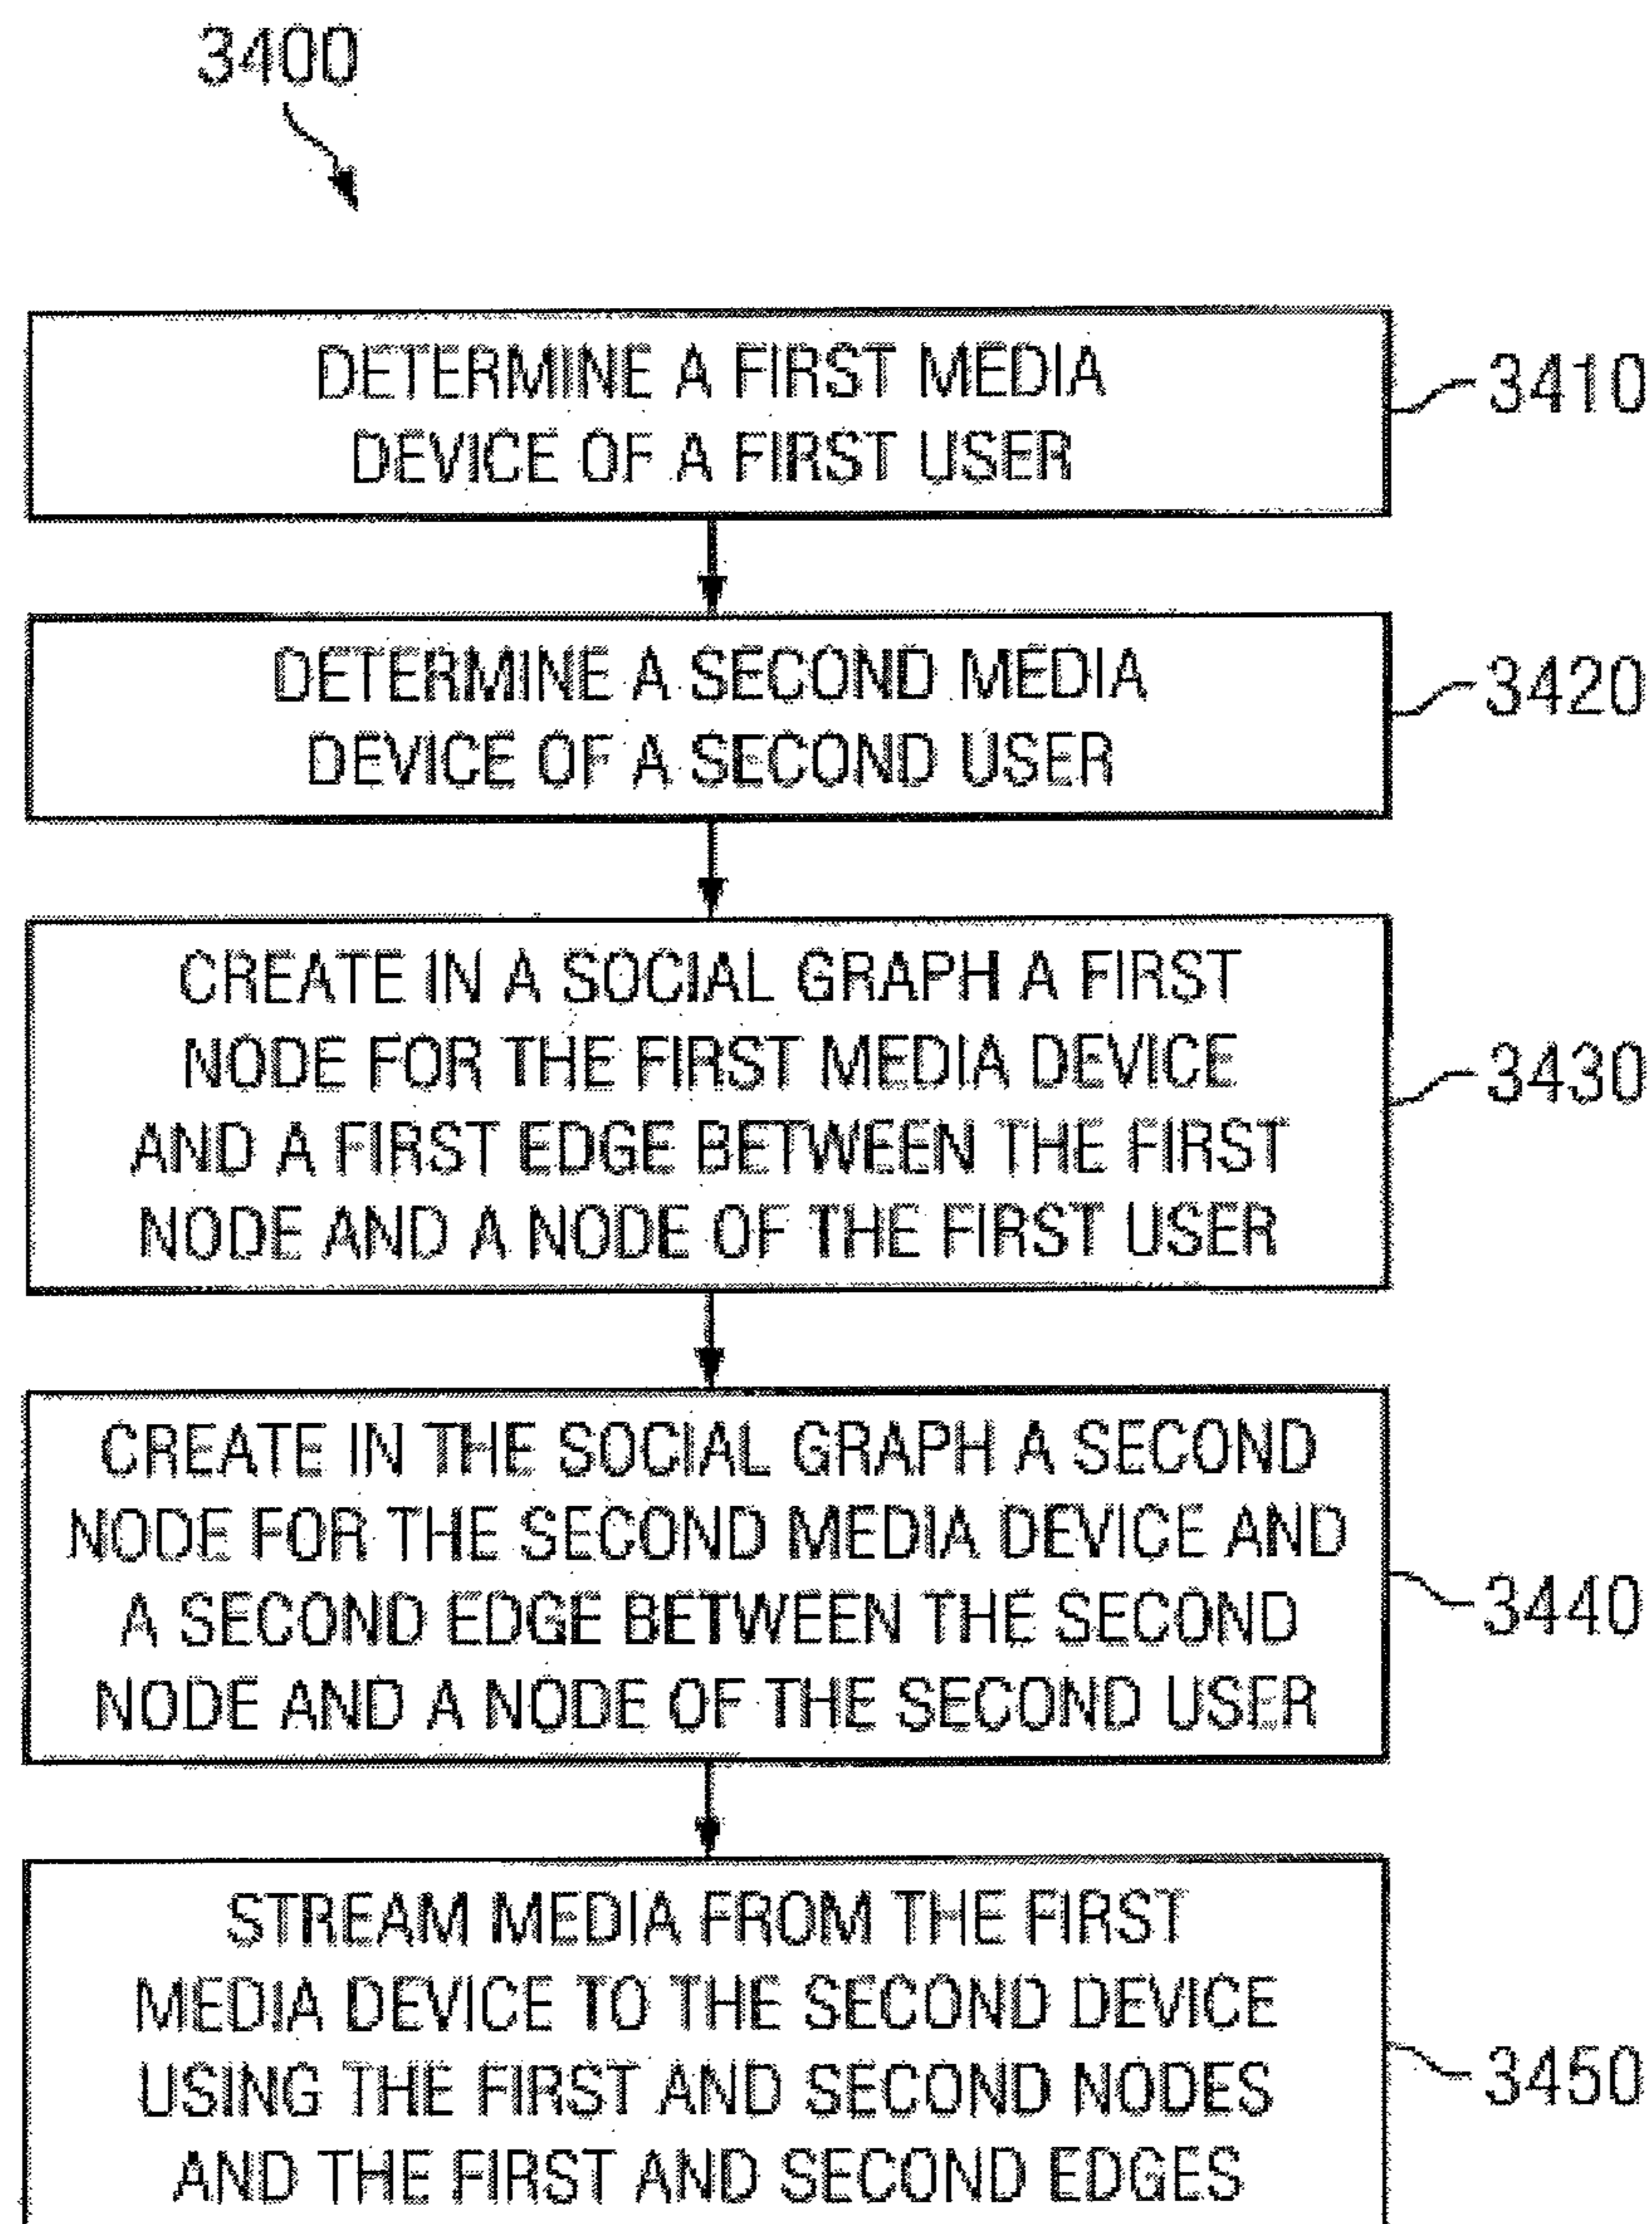 3400
DETERMINE A FIRST MEDIA
DEVICE OF A FIRST USER
3410
DETERMINE A SECOND MEDIA
DEVICE OF A SECOND USER
3420
CREATE IN A SOCIAL GRAPH A FIRST
NODE FOR THE FIRST MEDIA DEVICE
AND A FIRST EDGE BETWEEN THE FIRST
NODE AND A NODE OF THE FIRST USER
3430
CREATE IN THE SOCIAL GRAPH A SECOND
NODE FOR THE SECOND MEDIA DEVICE AND
A SECOND EDGE BETWEEN THE SECOND
NODE AND A NODE OF THE SECOND USER
3440
STREAM MEDIA FROM THE FIRST
MEDIA DEVICE TO THE SECOND DEVICE
USING THE FIRST AND SECOND NODES
AND THE FIRST AND SECOND EDGES
3450